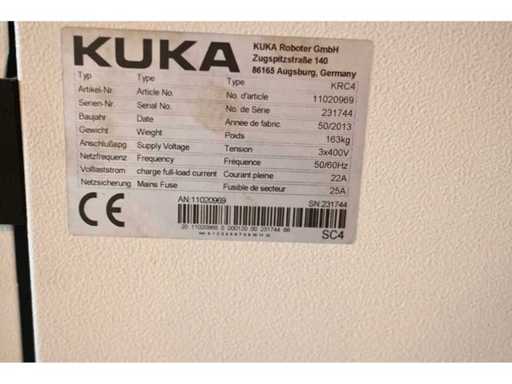 KUKA
KUKA Roboter GmbH
Zugspitzstraße 140
86165 Augsburg, Germany
Typ Type Type KRC4
Artikel-Nr. Article No. No. d'article 11020969
Serien-Nr. Serial No. No. de Série 231744
Baujahr Date Année de fabric. 50/2013
Gewicht Weight Poids 163kg
Anschlußspg. Supply Voltage Tension 3x400V
Netzfrequenz Frequency Fréquence 50/60Hz
Volllaststrom charge full-load current Courant pleine 22A
Netzsicherung Mains Fuse Fusible de secteur 25A
CE
AN:11020969 SN:231744
SC4